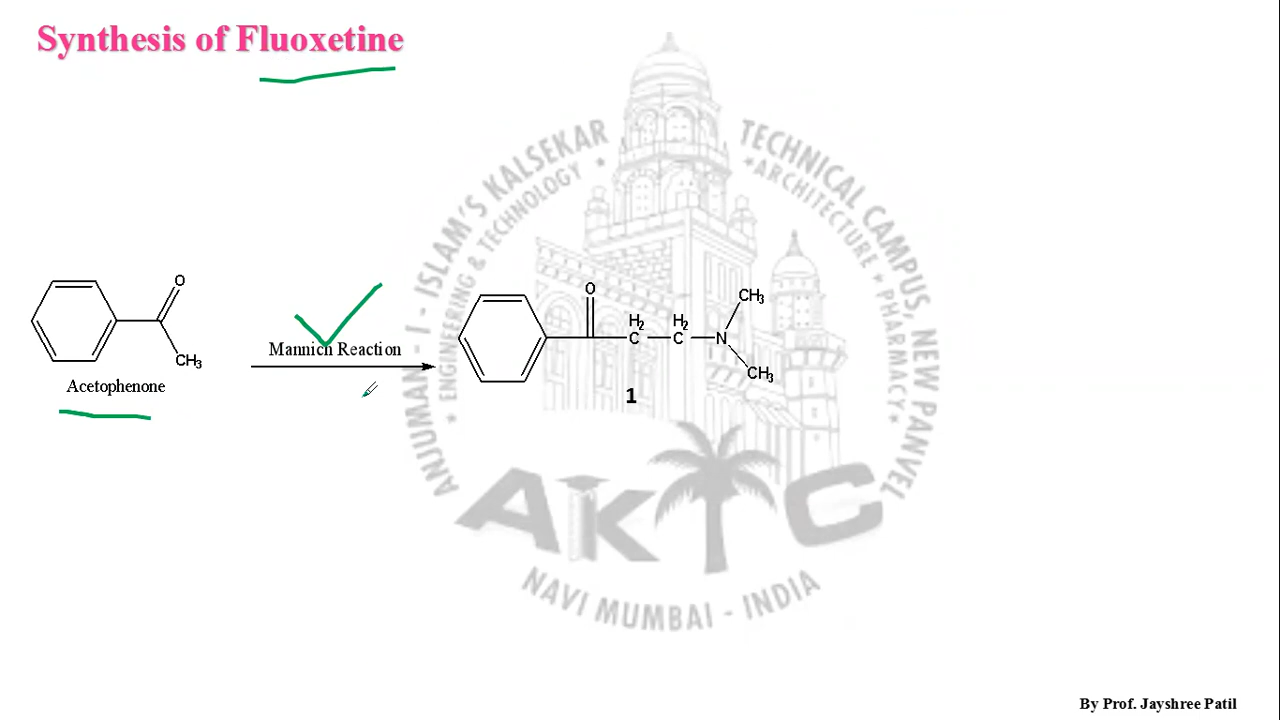 Synthesis of Fluoxetine
ANJUMAN - I - ISLAM'S KALSEKAR TECHNICAL CAMPUS, NEW PANVEL
* ENGINEERING & TECHNOLOGY * * ARCHITECTURE * PHARMACY *
O
CH3
Acetophenone
Mannich Reaction
O
H2 H2
C C N
CH3
CH3
1
AKTC
NAVI MUMBAI - INDIA
By Prof. Jayshree Patil